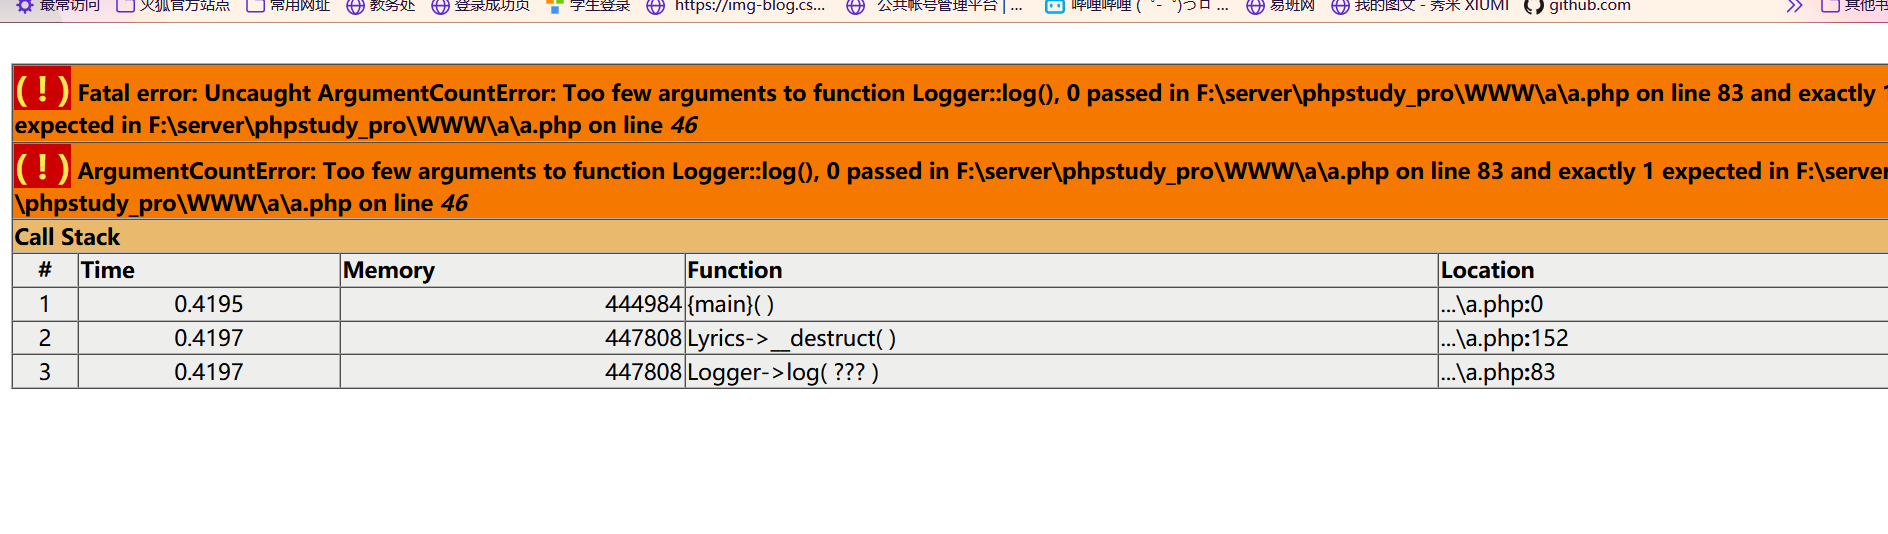 最常访问 火狐官方站点 常用网址 教务处 登录成功页 学生登录 https://img-blog.cs... 公共帐号管理平台 | ... 哔哩哔哩 ( ゜- ゜)つロ ... 易班网 我的图文 - 秀米 XIUMI github.com 其他书
( ! ) Fatal error: Uncaught ArgumentCountError: Too few arguments to function Logger::log(), 0 passed in F:\server\phpstudy_pro\WWW\a\a.php on line 83 and exactly 1
expected in F:\server\phpstudy_pro\WWW\a\a.php on line 46
( ! ) ArgumentCountError: Too few arguments to function Logger::log(), 0 passed in F:\server\phpstudy_pro\WWW\a\a.php on line 83 and exactly 1 expected in F:\server
\phpstudy_pro\WWW\a\a.php on line 46
Call Stack
# Time Memory Function Location
1 0.4195 444984 {main}( ) ...\a.php:0
2 0.4197 447808 Lyrics->__destruct( ) ...\a.php:152
3 0.4197 447808 Logger->log( ??? ) ...\a.php:83